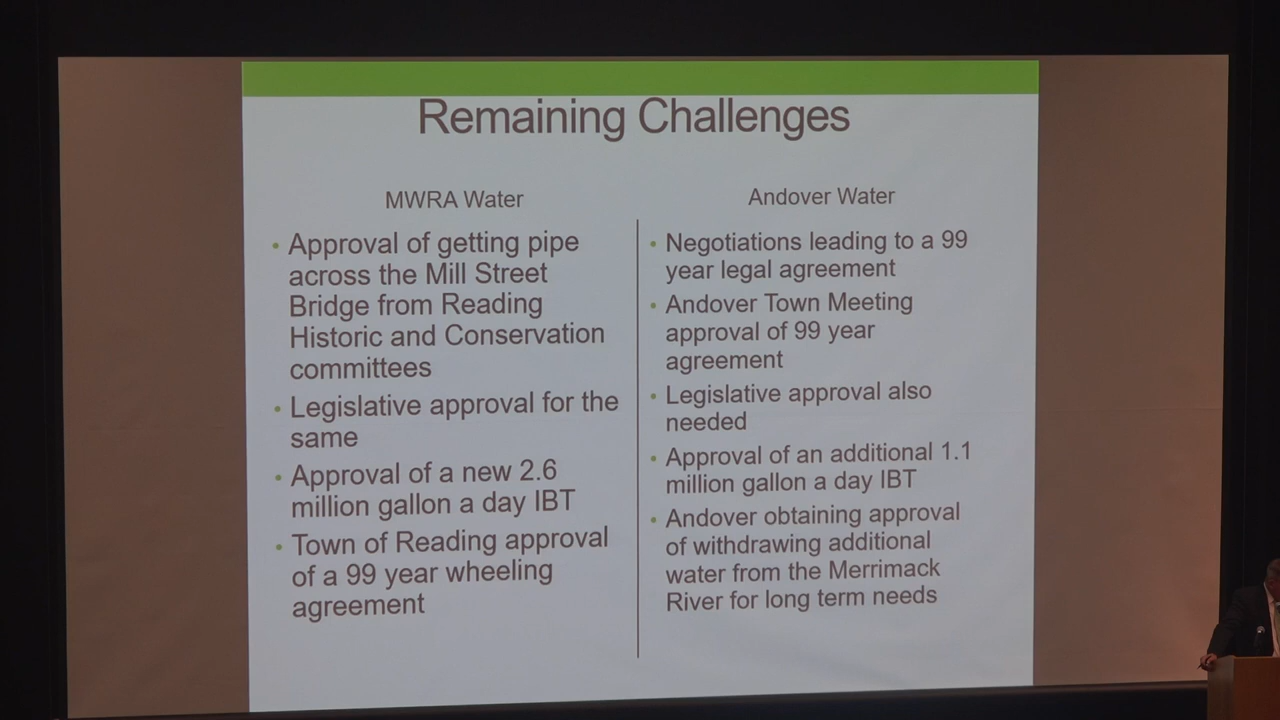 Remaining Challenges
MWRA Water
• Approval of getting pipe
across the Mill Street
Bridge from Reading
Historic and Conservation
committees
• Legislative approval for the
same
• Approval of a new 2.6
million gallon a day IBT
• Town of Reading approval
of a 99 year wheeling
agreement
Andover Water
• Negotiations leading to a 99
year legal agreement
• Andover Town Meeting
approval of 99 year
agreement
• Legislative approval also
needed
• Approval of an additional 1.1
million gallon a day IBT
• Andover obtaining approval
of withdrawing additional
water from the Merrimack
River for long term needs